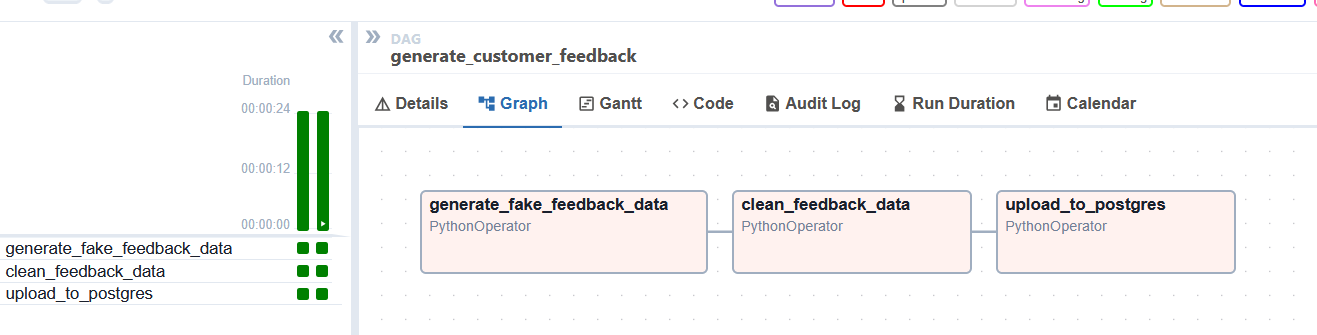 DAG
generate_customer_feedback
Duration
00:00:24
00:00:12
00:00:00
generate_fake_feedback_data
clean_feedback_data
upload_to_postgres
Details
Graph
Gantt
Code
Audit Log
Run Duration
Calendar
generate_fake_feedback_data
PythonOperator
clean_feedback_data
PythonOperator
upload_to_postgres
PythonOperator